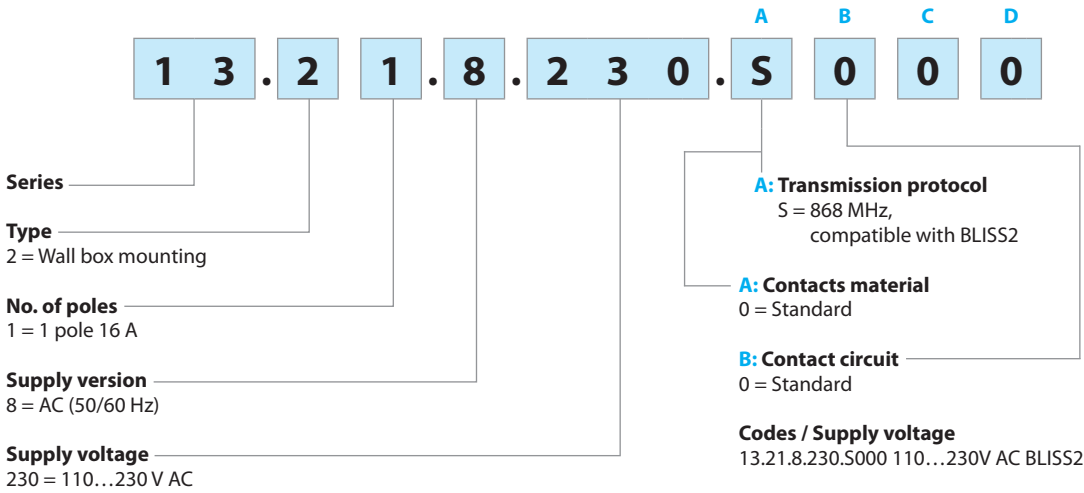 A B C D
1 3 . 2 1 . 8 . 2 3 0 . S 0 0 0
Series
Type
2 = Wall box mounting
No. of poles
1 = 1 pole 16 A
Supply version
8 = AC (50/60 Hz)
Supply voltage
230 = 110…230 V AC
A: Transmission protocol
S = 868 MHz,
compatible with BLISS2
A: Contacts material
0 = Standard
B: Contact circuit
0 = Standard
Codes / Supply voltage
13.21.8.230.S000 110…230V AC BLISS2